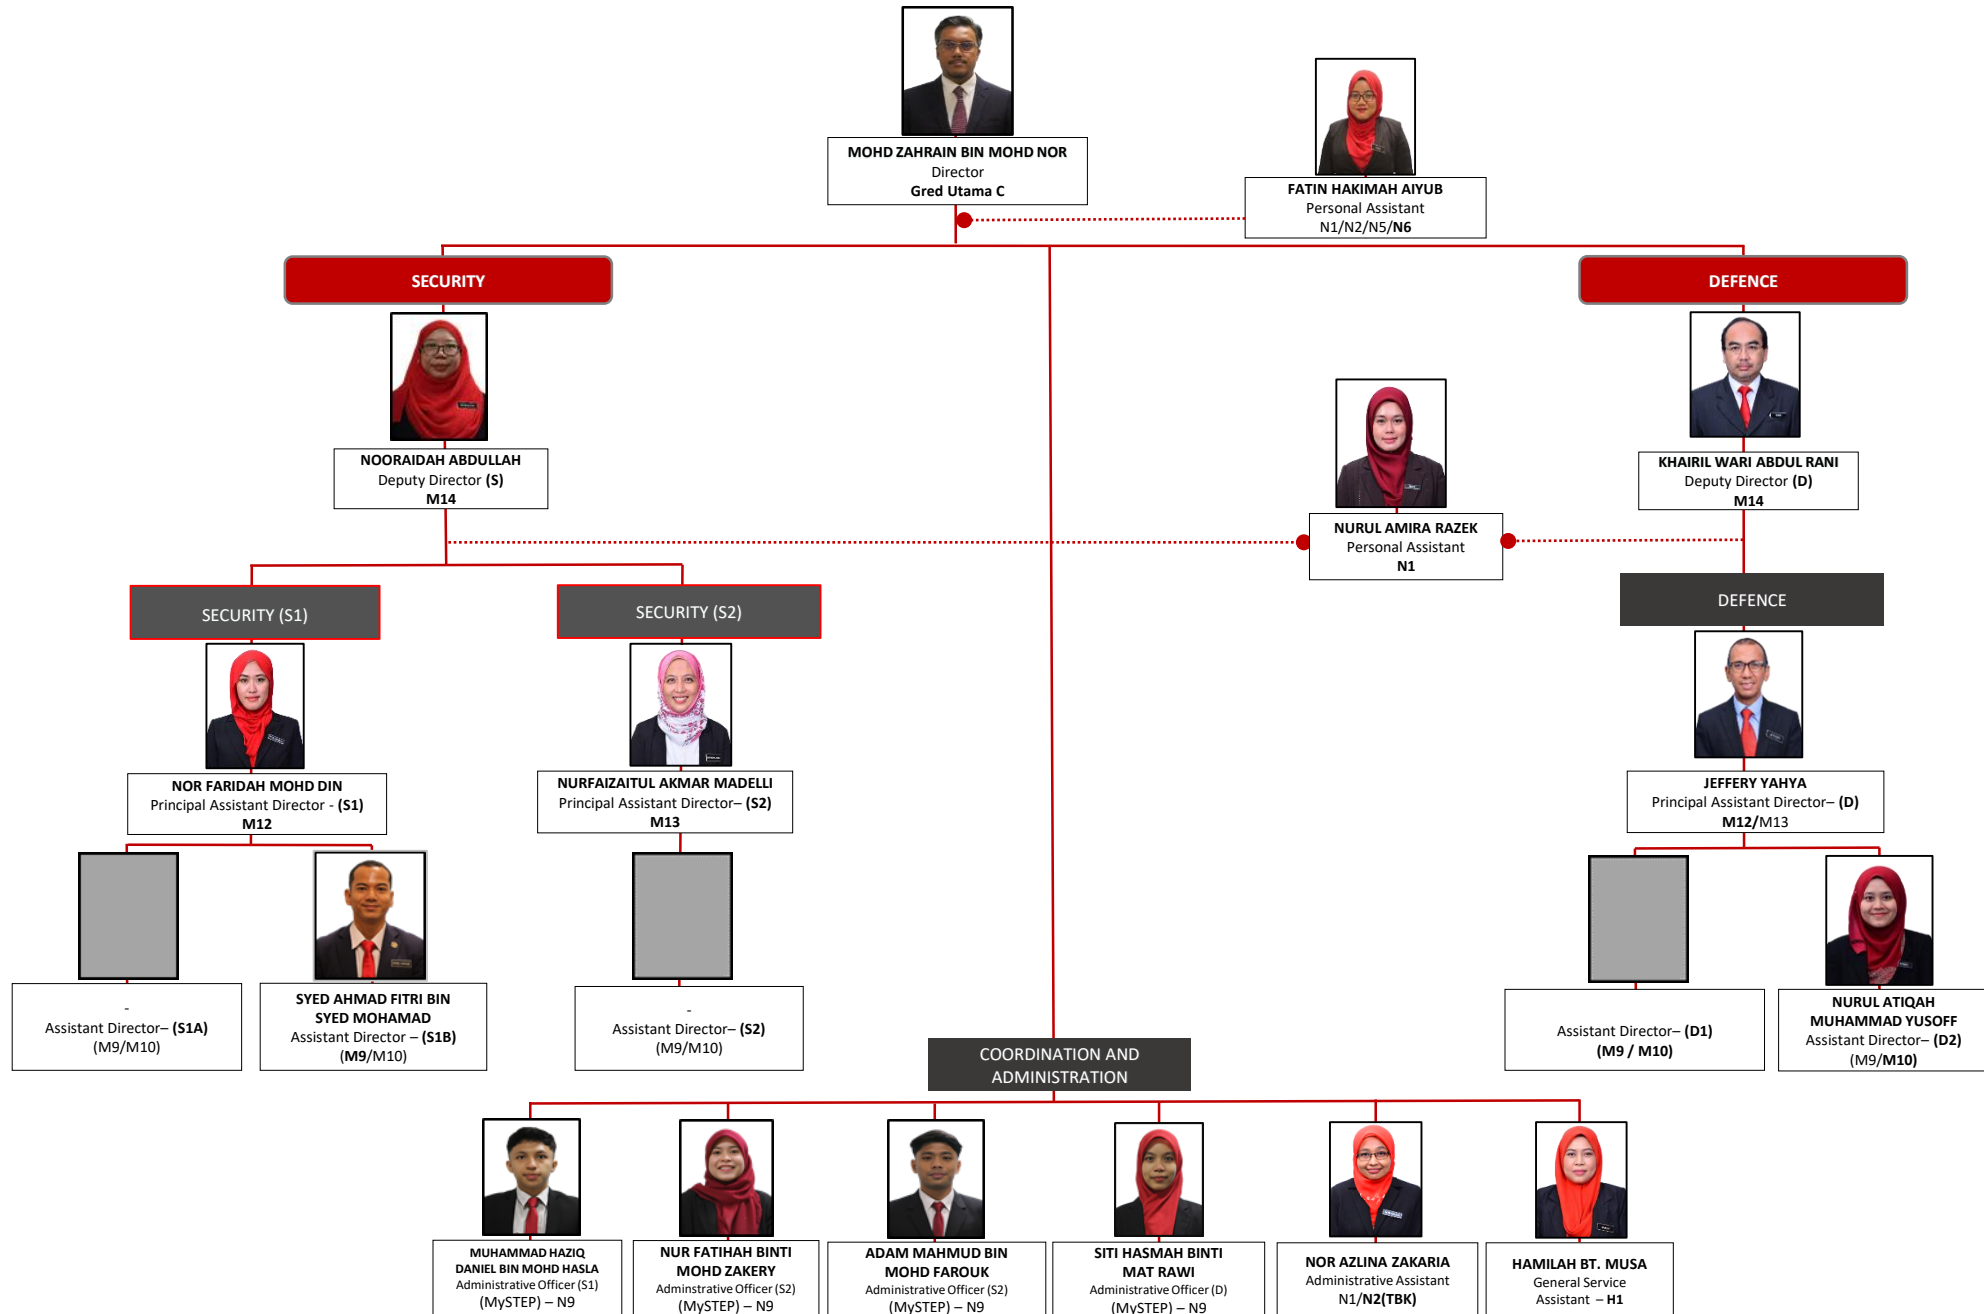 MOHD ZAHRAIN BIN MOHD NOR
Director
Gred Utama C
FATIN HAKIMAH AIYUB
Personal Assistant
N1/N2/N5/N6
SECURITY
DEFENCE
NOORAIDAH ABDULLAH
Deputy Director (S)
M14
NURUL AMIRA RAZEK
Personal Assistant
N1
KHAIRIL WARI ABDUL RANI
Deputy Director (D)
M14
SECURITY (S1)
SECURITY (S2)
DEFENCE
NOR FARIDAH MOHD DIN
Principal Assistant Director - (S1)
M12
NURFAIZAITUL AKMAR MADELLI
Principal Assistant Director– (S2)
M13
JEFFERY YAHYA
Principal Assistant Director– (D)
M12/M13
-
Assistant Director– (S1A)
(M9/M10)
SYED AHMAD FITRI BIN
SYED MOHAMAD
Assistant Director – (S1B)
(M9/M10)
-
Assistant Director– (S2)
(M9/M10)
Assistant Director– (D1)
(M9 / M10)
NURUL ATIQAH
MUHAMMAD YUSOFF
Assistant Director– (D2)
(M9/M10)
COORDINATION AND
ADMINISTRATION
MUHAMMAD HAZIQ
DANIEL BIN MOHD HASLA
Administrative Officer (S1)
(MySTEP) – N9
NUR FATIHAH BINTI
MOHD ZAKERY
Adminstrative Officer (S2)
(MySTEP) – N9
ADAM MAHMUD BIN
MOHD FAROUK
Administrative Officer (S2)
(MySTEP) – N9
SITI HASMAH BINTI
MAT RAWI
Administrative Officer (D)
(MySTEP) – N9
NOR AZLINA ZAKARIA
Administrative Assistant
N1/N2(TBK)
HAMILAH BT. MUSA
General Service
Assistant – H1